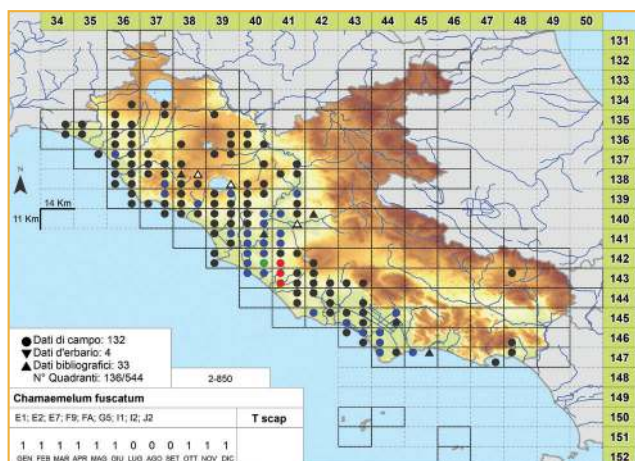 34 35 36 37 38 39 40 41 42 43 44 45 46 47 48 49 50
131
132
133
134
135
136
137
138
139
140
141
142
143
144
145
146
147
148
149
150
151
152
N
14 Km
11 Km
Dati di campo: 132
Dati d'erbario: 4
Dati bibliografici: 33
N° Quadranti: 136/544
2-850
Chamaemelum fuscatum
E1; E2; E7; F9; FA; G5; I1; I2; J2
T scap
1 1 1 1 1 1 0 0 0 1 1 1
GEN FEB MAR APR MAG GIU LUG AGO SET OTT NOV DIC